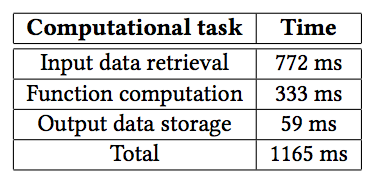 Computational task Time
Input data retrieval 772 ms
Function computation 333 ms
Output data storage 59 ms
Total 1165 ms